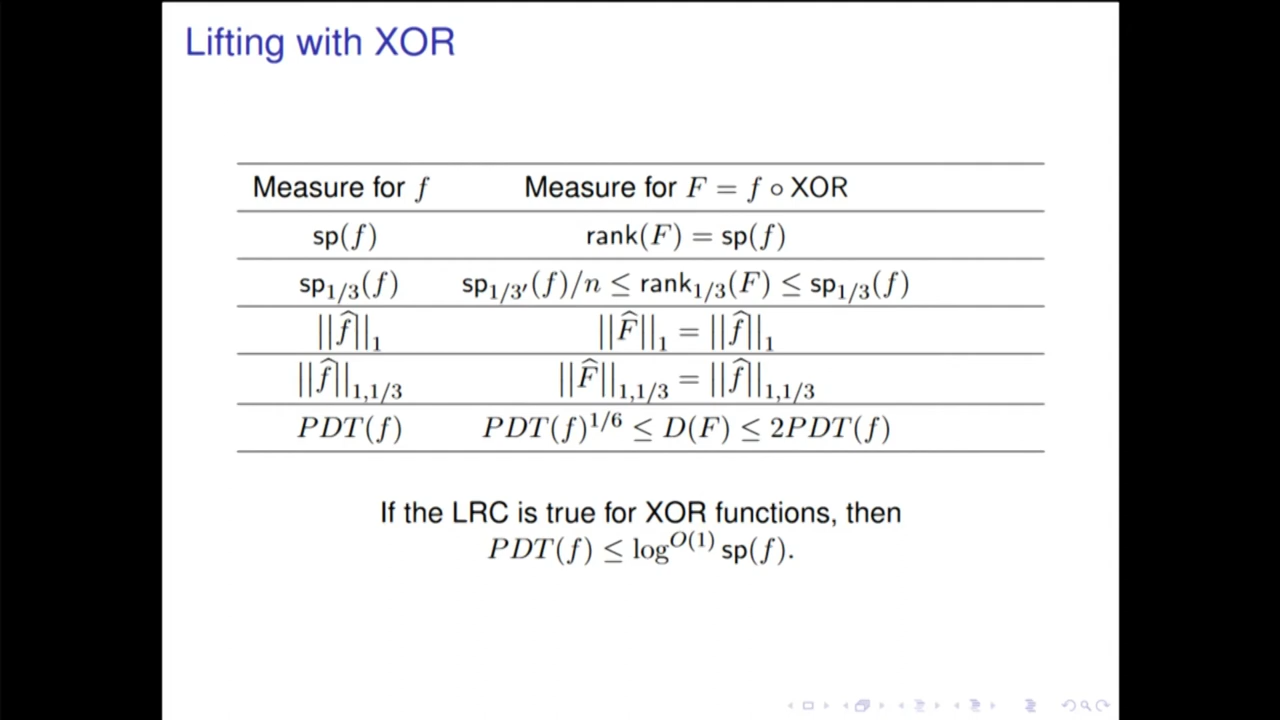 Lifting with XOR
Measure for f Measure for F = f ∘ XOR
sp(f) rank(F) = sp(f)
sp_{1/3}(f) sp_{1/3'}(f)/n ≤ rank_{1/3}(F) ≤ sp_{1/3}(f)
||f̂||_1 ||F̂||_1 = ||f̂||_1
||f̂||_{1,1/3} ||F̂||_{1,1/3} = ||f̂||_{1,1/3}
PDT(f) PDT(f)^{1/6} ≤ D(F) ≤ 2PDT(f)
If the LRC is true for XOR functions, then
PDT(f) ≤ log^{O(1)} sp(f).